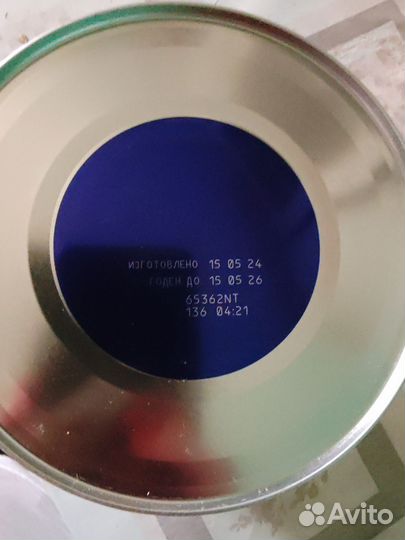 ИЗГОТОВЛЕНО 15 05 24
ГОДЕН ДО 15 05 26
65362NT
136 04:21
Avito